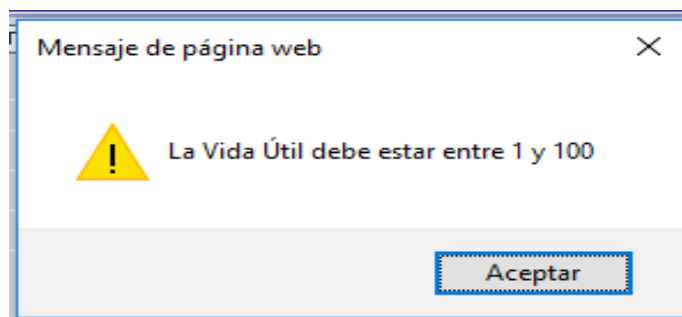 Mensaje de página web
La Vida Útil debe estar entre 1 y 100
Aceptar